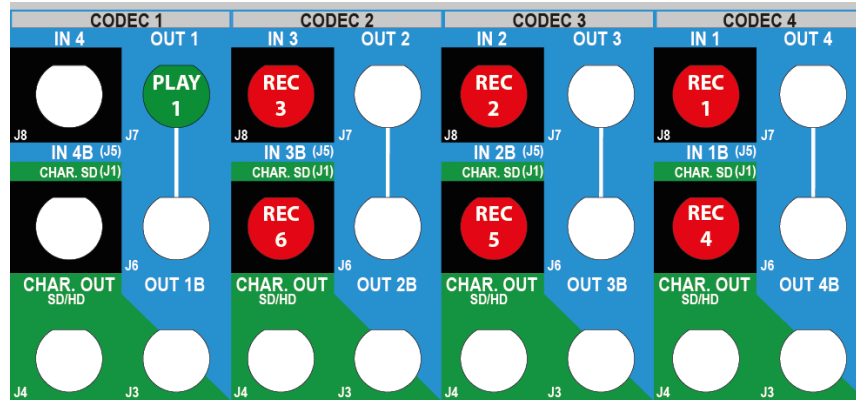 CODEC 1 CODEC 2 CODEC 3 CODEC 4
IN 4 OUT 1 IN 3 OUT 2 IN 2 OUT 3 IN 1 OUT 4
PLAY 1 REC 3 REC 2 REC 1
J8 J7 J8 J7 J8 J7 J8 J7
IN 4B (J5) IN 3B (J5) IN 2B (J5) IN 1B (J5)
CHAR. SD (J1) CHAR. SD (J1) CHAR. SD (J1) CHAR. SD (J1)
REC 6 REC 5 REC 4
J6 J6 J6 J6
CHAR. OUT OUT 1B CHAR. OUT OUT 2B CHAR. OUT OUT 3B CHAR. OUT OUT 4B
SD/HD SD/HD SD/HD SD/HD
J4 J3 J4 J3 J4 J3 J4 J3